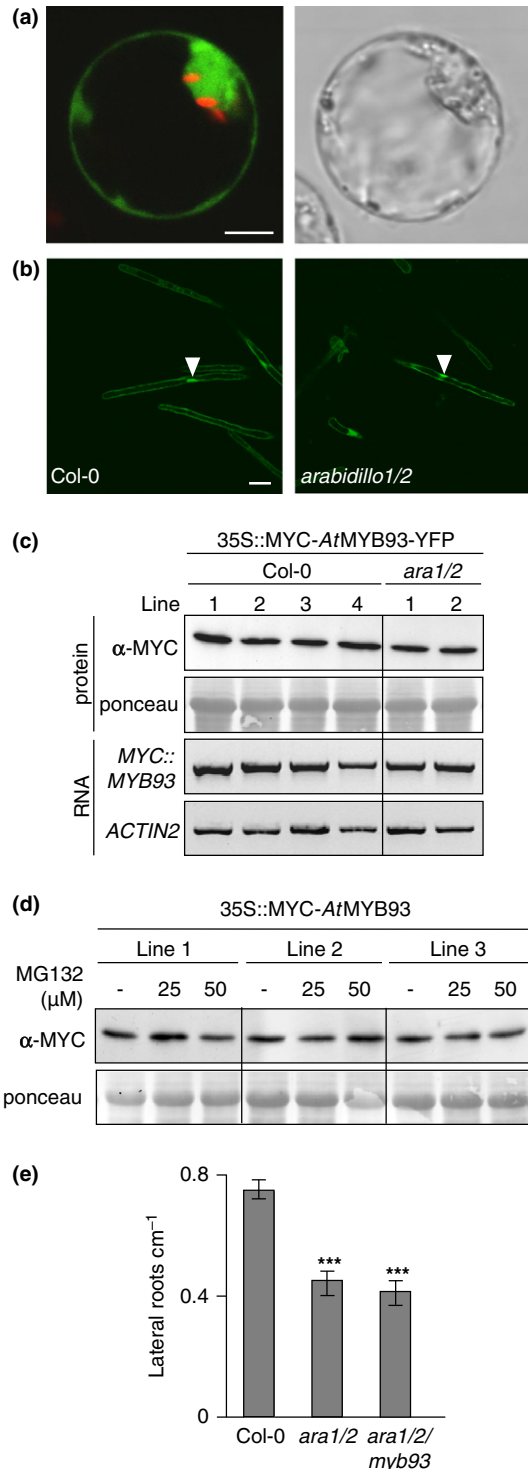 (a)
(b)
Col-0
arabidillo1/2
(c)
35S::MYC-AtMYB93-YFP
Col-0 ara1/2
Line 1 2 3 4 1 2
protein
α-MYC
ponceau
RNA
MYC::
MYB93
ACTIN2
(d)
35S::MYC-AtMYB93
Line 1 Line 2 Line 3
MG132
(µM)
- 25 50 - 25 50 - 25 50
α-MYC
ponceau
(e)
Lateral roots cm⁻¹
0.8
0.4
0
*** ***
Col-0 ara1/2 ara1/2/
myb93